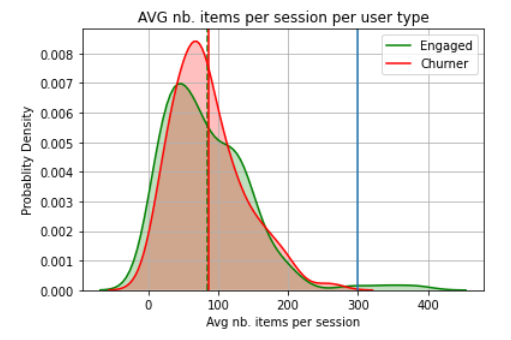 AVG nb. items per session per user type
Engaged
Churner
Probablity Density
0.008
0.007
0.006
0.005
0.004
0.003
0.002
0.001
0.000
0 100 200 300 400
Avg nb. items per session